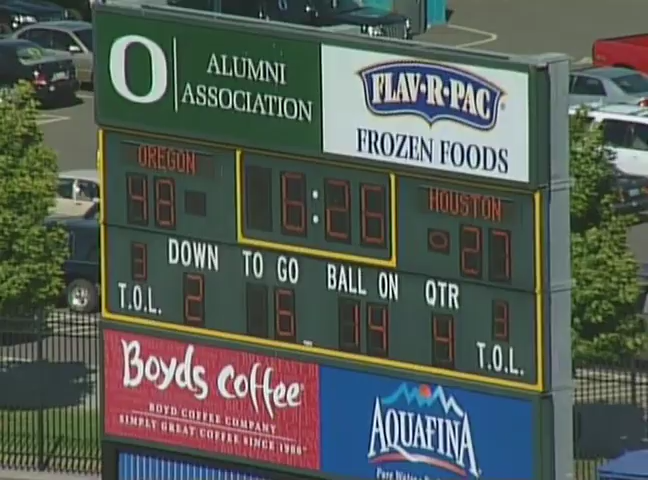 O ALUMNI ASSOCIATION
FLAV·R·PAC®
FROZEN FOODS
OREGON
HOUSTON
48 6:26 27
3 DOWN TO GO BALL ON QTR 3
T.O.L. 2 6 14 4 T.O.L.
Boyds Coffee
BOYD COFFEE COMPANY
SIMPLY GREAT COFFEE SINCE 1900
AQUAFINA